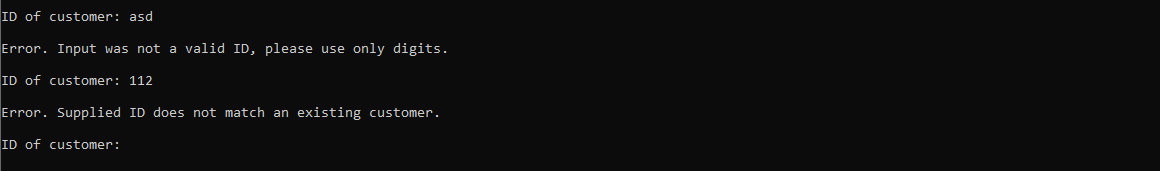 ID of customer: asd
Error. Input was not a valid ID, please use only digits.
ID of customer: 112
Error. Supplied ID does not match an existing customer.
ID of customer: